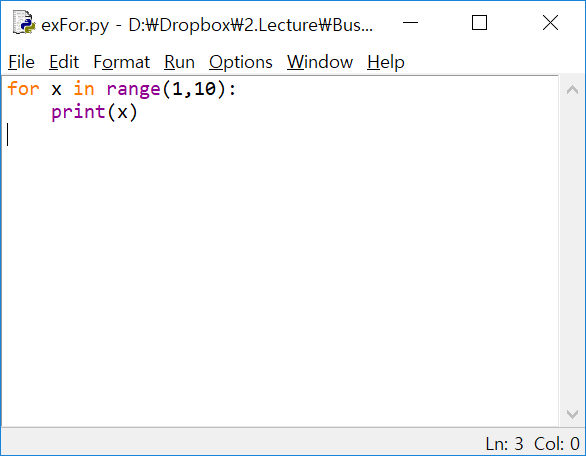 exFor.py - D:₩Dropbox₩2.Lecture₩Bus...
File Edit Format Run Options Window Help
for x in range(1,10):
    print(x)
Ln: 3 Col: 0